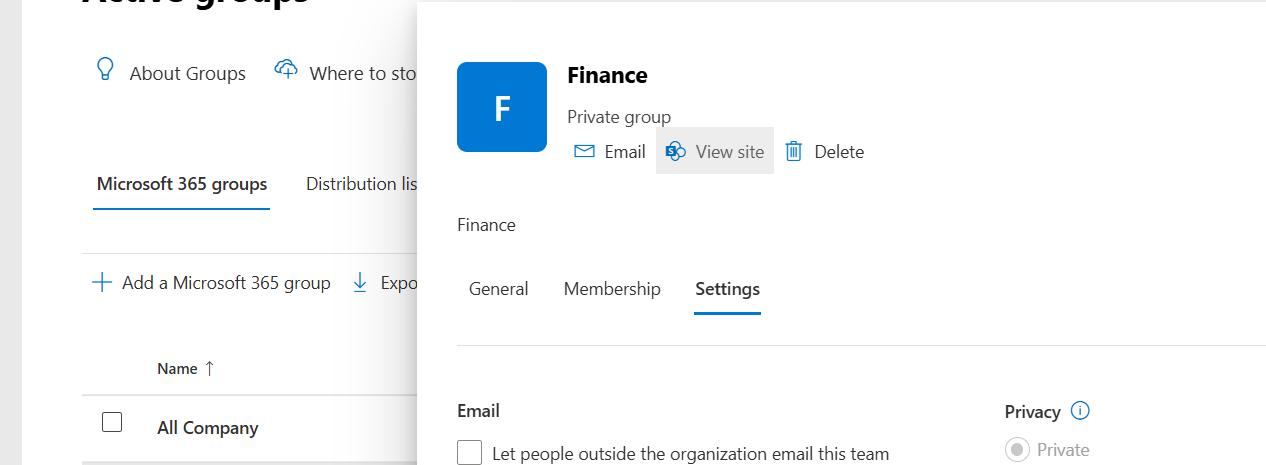 Active groups
About Groups
Where to sto
Microsoft 365 groups
Distribution lis
Add a Microsoft 365 group
Expo
Name ↑
All Company
F
Finance
Private group
Email
View site
Delete
Finance
General
Membership
Settings
Email
Let people outside the organization email this team
Privacy
Private